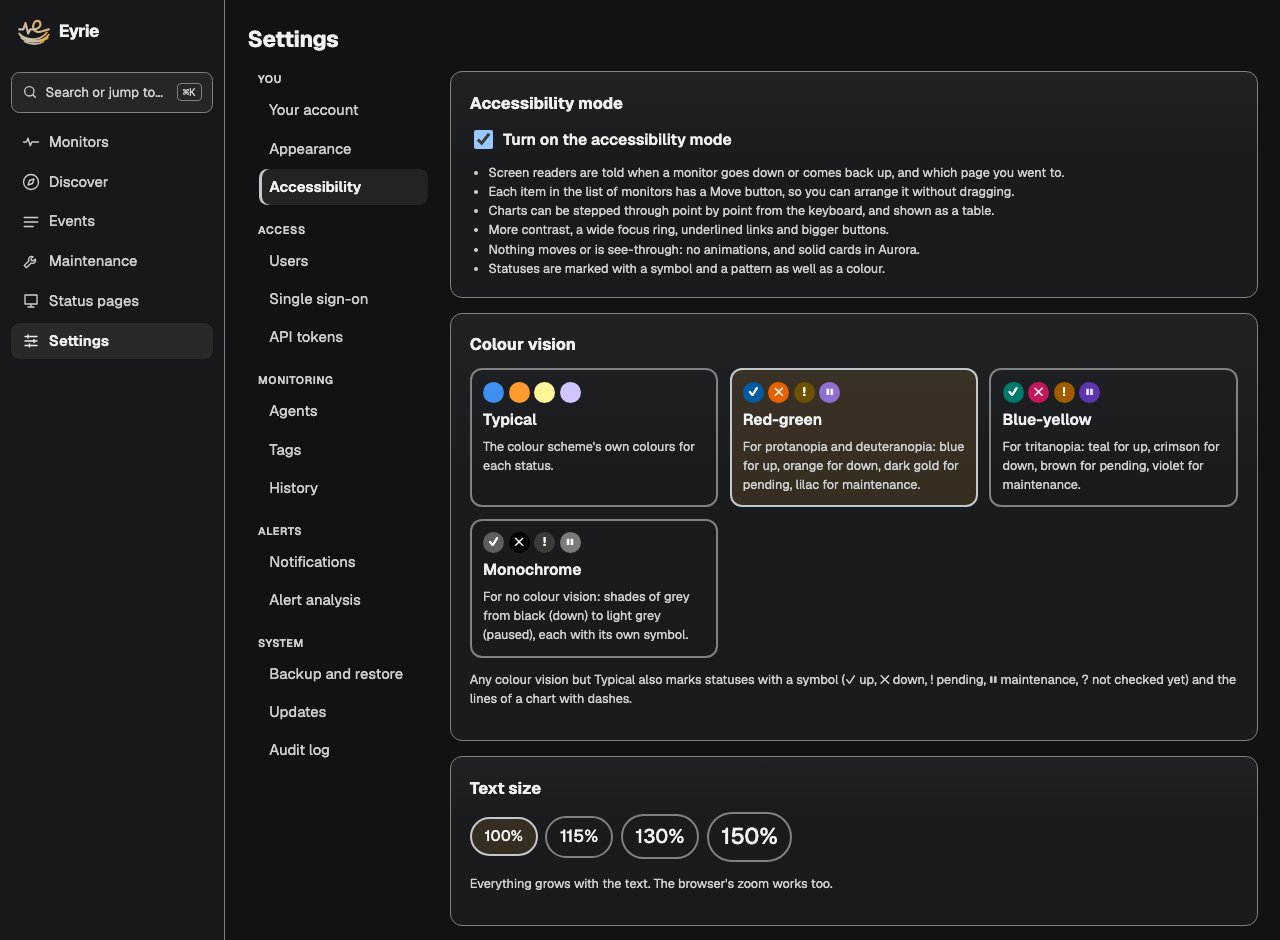 Eyrie
Search or jump to...
⌘K
Monitors
Discover
Events
Maintenance
Status pages
Settings
Settings
YOU
Your account
Appearance
Accessibility
ACCESS
Users
Single sign-on
API tokens
MONITORING
Agents
Tags
History
ALERTS
Notifications
Alert analysis
SYSTEM
Backup and restore
Updates
Audit log
Accessibility mode
Turn on the accessibility mode
• Screen readers are told when a monitor goes down or comes back up, and which page you went to.
• Each item in the list of monitors has a Move button, so you can arrange it without dragging.
• Charts can be stepped through point by point from the keyboard, and shown as a table.
• More contrast, a wide focus ring, underlined links and bigger buttons.
• Nothing moves or is see-through: no animations, and solid cards in Aurora.
• Statuses are marked with a symbol and a pattern as well as a colour.
Colour vision
Typical
The colour scheme's own colours for
each status.
Red-green
For protanopia and deuteranopia: blue
for up, orange for down, dark gold for
pending, lilac for maintenance.
Blue-yellow
For tritanopia: teal for up, crimson for
down, brown for pending, violet for
maintenance.
Monochrome
For no colour vision: shades of grey
from black (down) to light grey
(paused), each with its own symbol.
Any colour vision but Typical also marks statuses with a symbol (✓ up, ✕ down, ! pending, ⏸ maintenance, ? not checked yet) and the
lines of a chart with dashes.
Text size
100%
115%
130%
150%
Everything grows with the text. The browser's zoom works too.